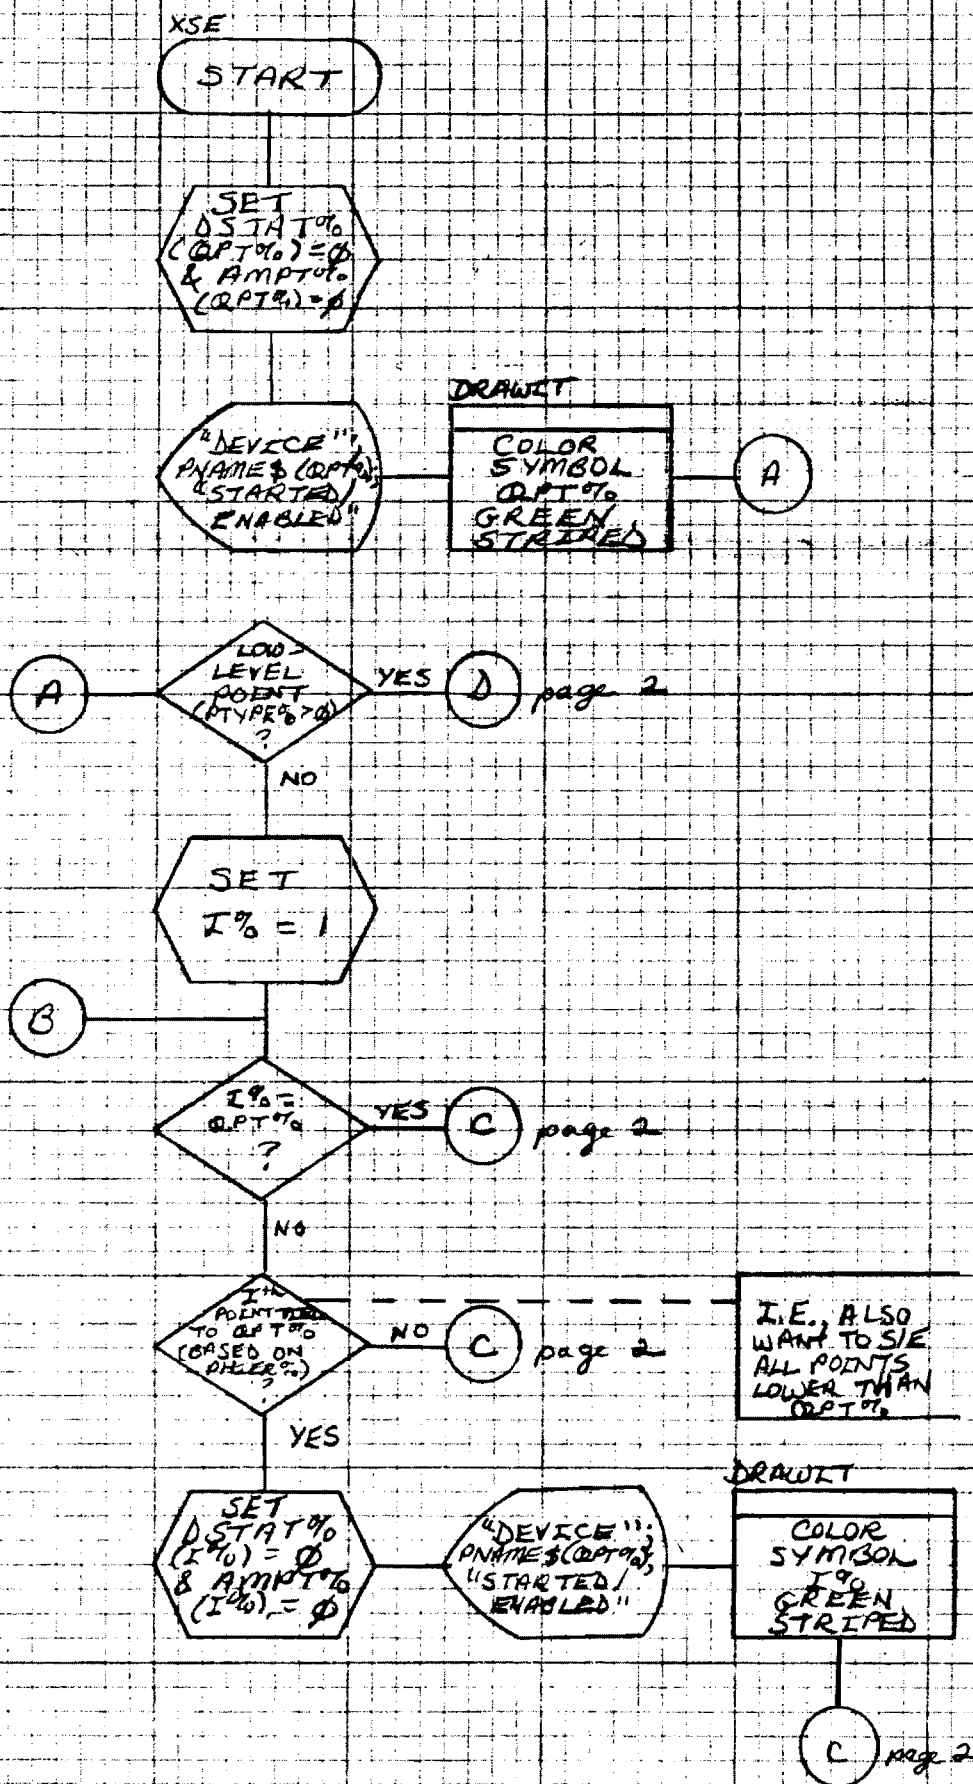 XSE
START
SET
DSTAT%
(QPT%) = Ø
& AMPT%
(QPT%) = Ø
"DEVICE";
PNAME$(QPT%);
"STARTED/
ENABLED"
DRAWIT
COLOR
SYMBOL
QPT%
GREEN
STRIPED
A
A
LOW-
LEVEL
POINT
(PTYPE% > Ø)
?
YES
D
page 2
NO
SET
I% = 1
B
I% =
QPT%
?
YES
C
page 2
NO
Ith
POINT TIED
TO QPT%
(BASED ON
?
NO
C
page 2
I.E., ALSO
WANT TO S/E
ALL POINTS
LOWER THAN
QPT%
YES
SET
DSTAT%
(I%) = Ø
& AMPT%
(I%) = Ø
"DEVICE";
PNAME$(QPT%);
"STARTED/
ENABLED"
DRAWIT
COLOR
SYMBOL
I%
GREEN
STRIPED
C
page 2